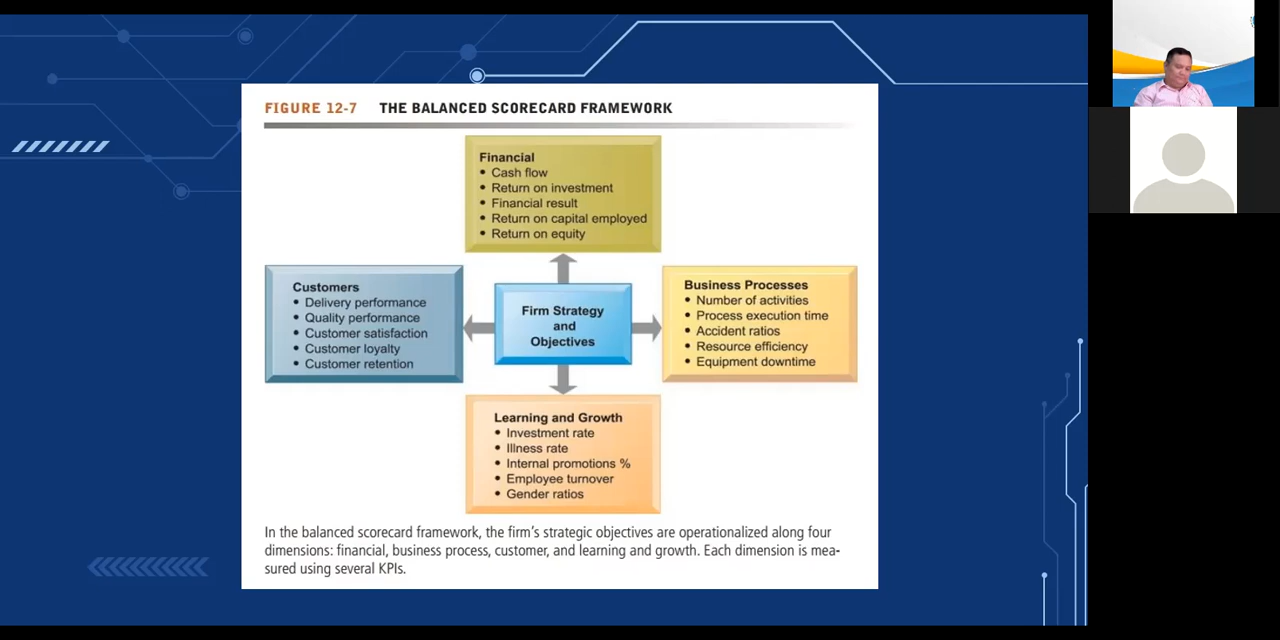 FIGURE 12-7 THE BALANCED SCORECARD FRAMEWORK
Financial
• Cash flow
• Return on investment
• Financial result
• Return on capital employed
• Return on equity
Customers
• Delivery performance
• Quality performance
• Customer satisfaction
• Customer loyalty
• Customer retention
Firm Strategy
and
Objectives
Business Processes
• Number of activities
• Process execution time
• Accident ratios
• Resource efficiency
• Equipment downtime
Learning and Growth
• Investment rate
• Illness rate
• Internal promotions %
• Employee turnover
• Gender ratios
In the balanced scorecard framework, the firm's strategic objectives are operationalized along four
dimensions: financial, business process, customer, and learning and growth. Each dimension is mea-
sured using several KPIs.